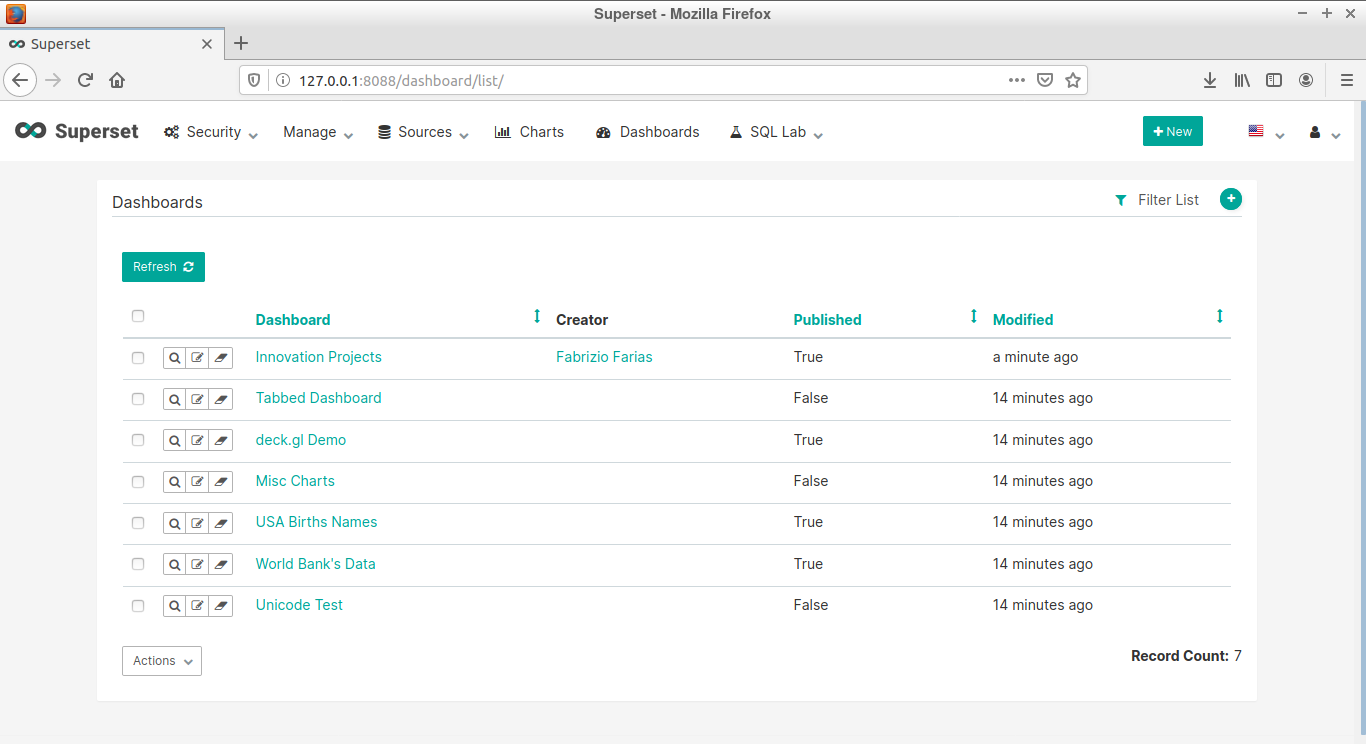 Superset - Mozilla Firefox
Superset
127.0.0.1:8088/dashboard/list/
Superset Security Manage Sources Charts Dashboards SQL Lab New
Dashboards Filter List
Refresh
Dashboard Creator Published Modified
Innovation Projects Fabrizio Farias True a minute ago
Tabbed Dashboard False 14 minutes ago
deck.gl Demo True 14 minutes ago
Misc Charts False 14 minutes ago
USA Births Names True 14 minutes ago
World Bank's Data True 14 minutes ago
Unicode Test False 14 minutes ago
Actions Record Count: 7